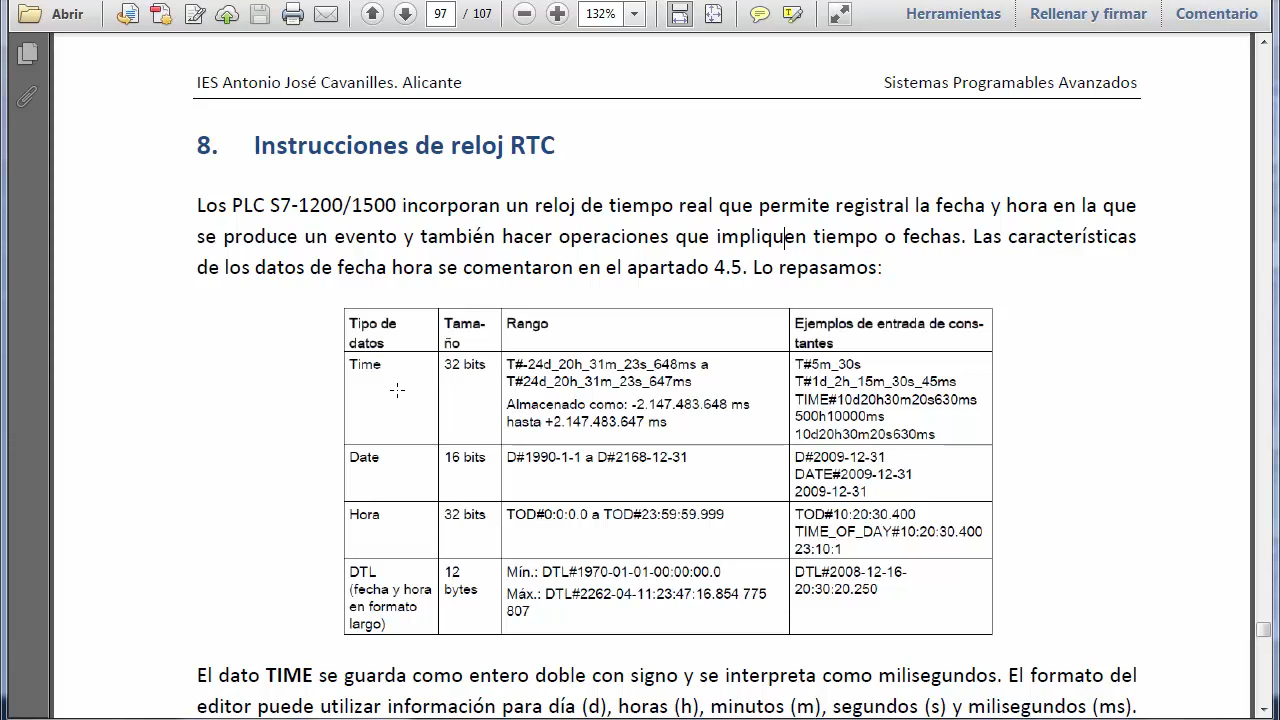 Abrir
97 / 107
132%
Herramientas
Rellenar y firmar
Comentario
IES Antonio José Cavanilles. Alicante
Sistemas Programables Avanzados
8. Instrucciones de reloj RTC
Los PLC S7-1200/1500 incorporan un reloj de tiempo real que permite registral la fecha y hora en la que
se produce un evento y también hacer operaciones que impliquen tiempo o fechas. Las características
de los datos de fecha hora se comentaron en el apartado 4.5. Lo repasamos:
Tipo de
datos
Tama-
ño
Rango
Ejemplos de entrada de cons-
tantes
Time
32 bits
T#-24d_20h_31m_23s_648ms a
T#24d_20h_31m_23s_647ms
Almacenado como: -2.147.483.648 ms
hasta +2.147.483.647 ms
T#5m_30s
T#1d_2h_15m_30s_45ms
TIME#10d20h30m20s630ms
500h10000ms
10d20h30m20s630ms
Date
16 bits
D#1990-1-1 a D#2168-12-31
D#2009-12-31
DATE#2009-12-31
2009-12-31
Hora
32 bits
TOD#0:0:0.0 a TOD#23:59:59.999
TOD#10:20:30.400
TIME_OF_DAY#10:20:30.400
23:10:1
DTL
(fecha y hora
en formato
largo)
12
bytes
Mín.: DTL#1970-01-01-00:00:00.0
Máx.: DTL#2262-04-11:23:47:16.854 775
807
DTL#2008-12-16-
20:30:20.250
El dato TIME se guarda como entero doble con signo y se interpreta como milisegundos. El formato del
editor puede utilizar información para día (d), horas (h), minutos (m), segundos (s) y milisegundos (ms).